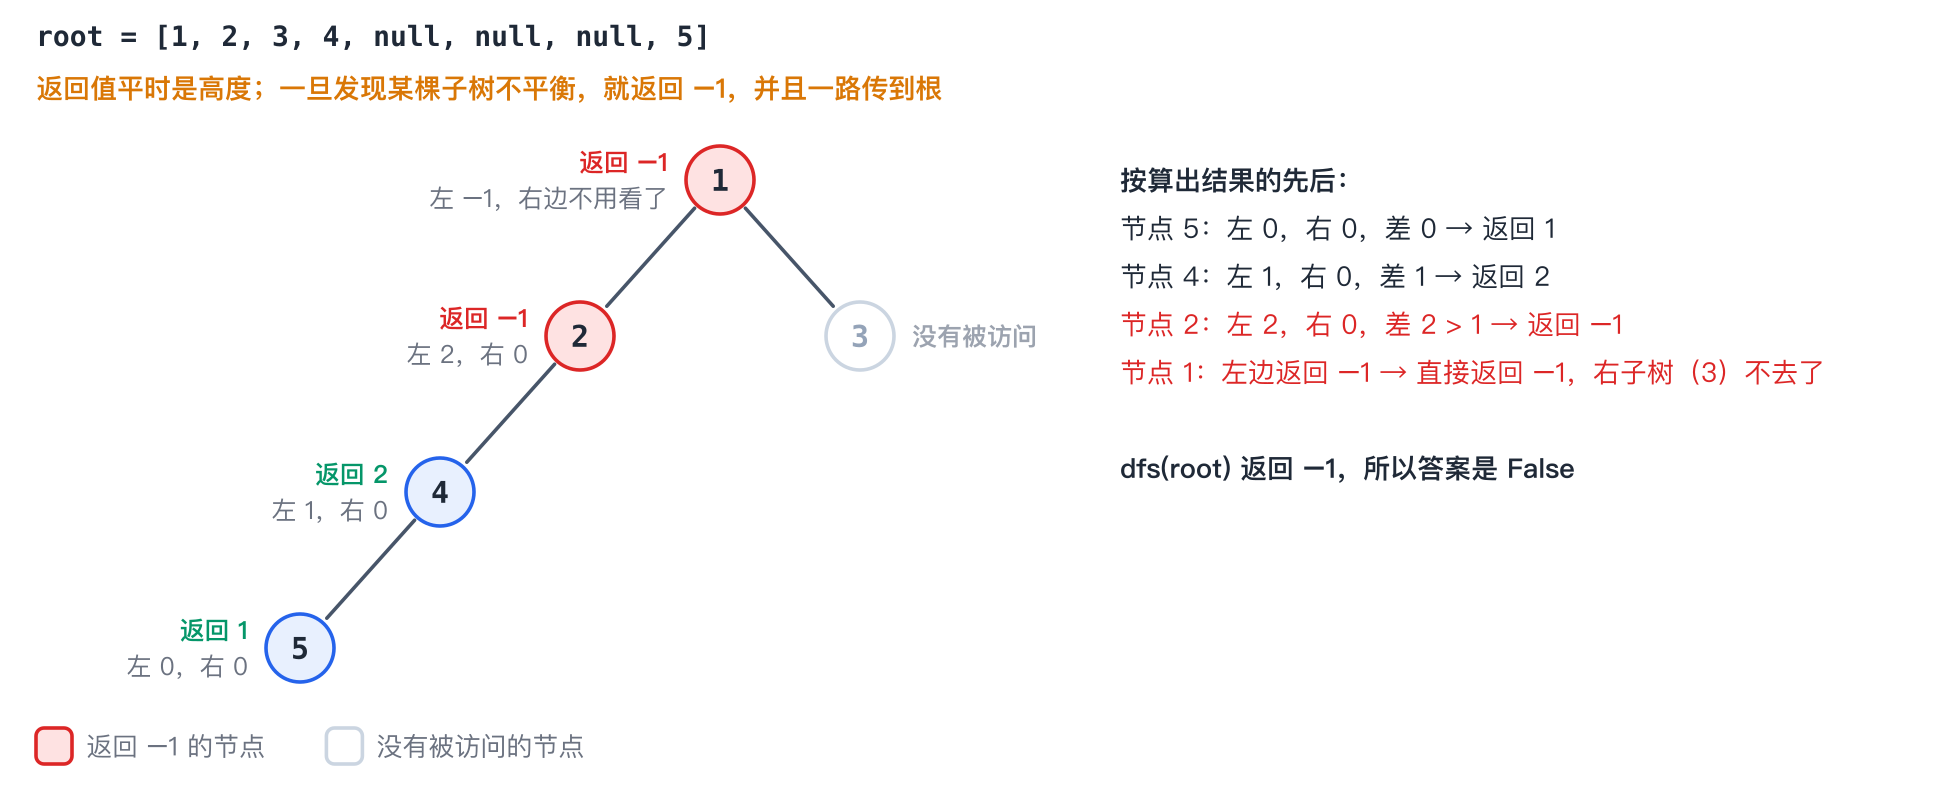 root = [1, 2, 3, 4, null, null, null, 5]
返回值平时是高度；一旦发现某棵子树不平衡，就返回 −1，并且一路传到根
返回 −1
左 −1，右边不用看了
1
返回 −1
左 2，右 0
2
3
没有被访问
返回 2
左 1，右 0
4
返回 1
左 0，右 0
5
按算出结果的先后：
节点 5：左 0，右 0，差 0 → 返回 1
节点 4：左 1，右 0，差 1 → 返回 2
节点 2：左 2，右 0，差 2 > 1 → 返回 −1
节点 1：左边返回 −1 → 直接返回 −1，右子树（3）不去了
dfs(root) 返回 −1，所以答案是 False
返回 −1 的节点
没有被访问的节点